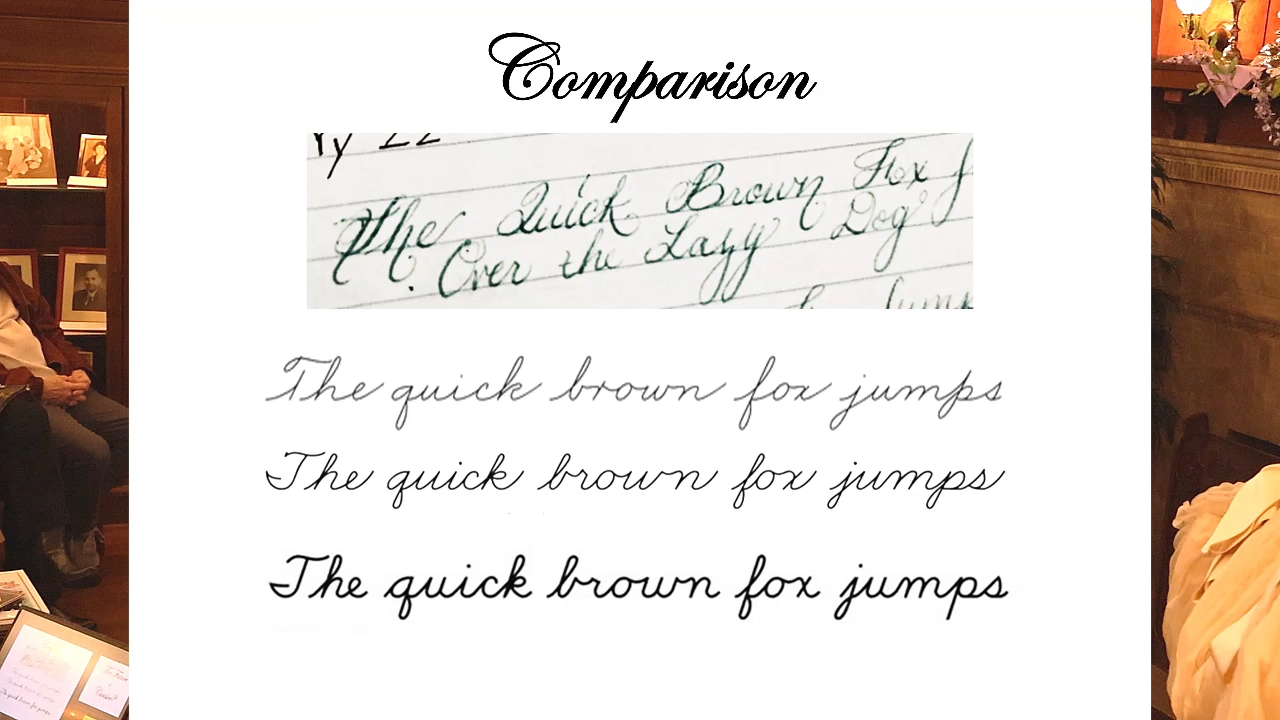 Comparison
The Quick Brown Fox J
Over the Lazy Dog
The quick brown fox jumps
The quick brown fox jumps
The quick brown fox jumps